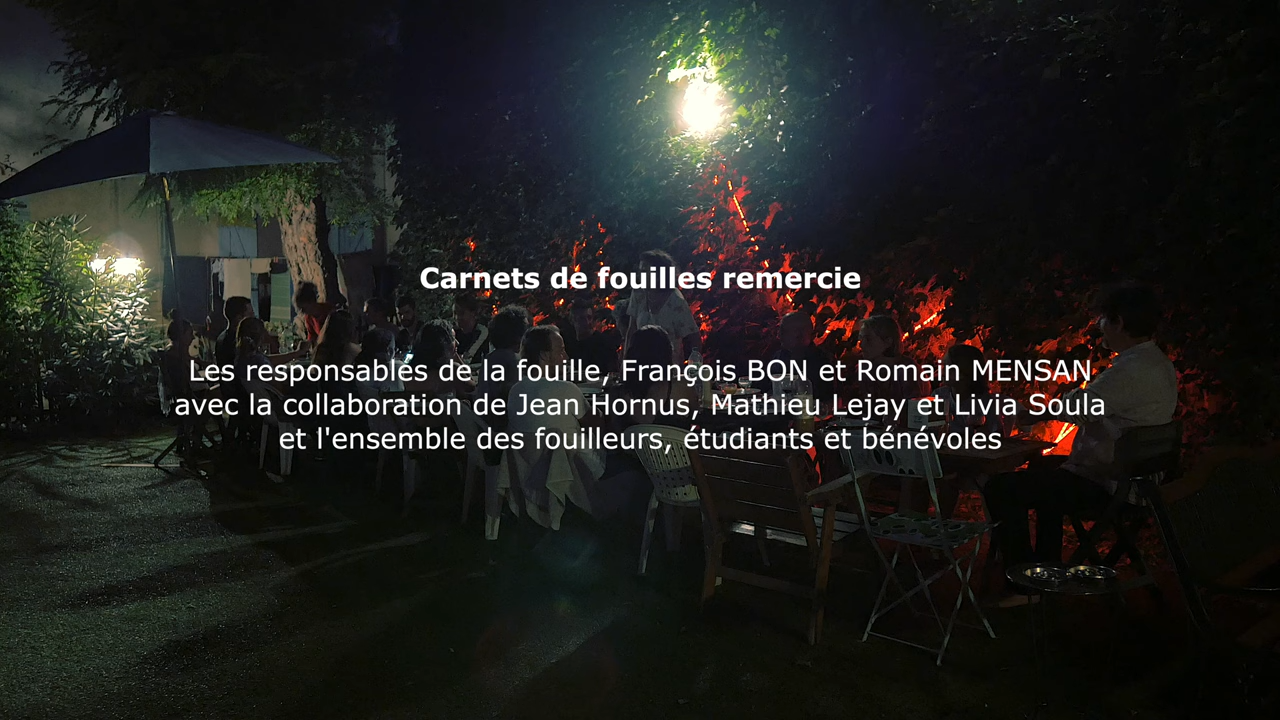 Carnets de fouilles remercie
Les responsables de la fouille, François BON et Romain MENSAN
avec la collaboration de Jean Hornus, Mathieu Lejay et Livia Soula
et l'ensemble des fouilleurs, étudiants et bénévoles